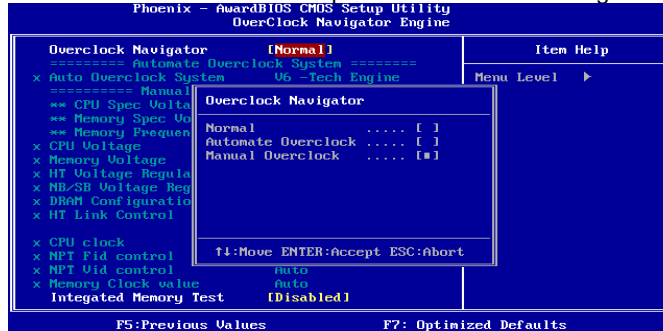 Phoenix - AwardBIOS CMOS Setup Utility
OverClock Navigator Engine
Overclock Navigator [Normal]
Item Help
========= Automate Overclock System ========
x Auto Overclock System V6 -Tech Engine
Menu Level ▶
========== Manual
** CPU Spec Volta
** Memory Spec Vo
** Memory Frequen
x CPU Voltage
x Memory Voltage
x HT Voltage Regula
x NB/SB Voltage Reg
x DRAM Configuratio
x HT Link Control
Overclock Navigator
Normal ..... [ ]
Automate Overclock ..... [ ]
Manual Overclock ..... [■]
↑↓:Move ENTER:Accept ESC:Abort
x CPU clock
x NPT Fid control
x NPT Vid control Auto
x Memory Clock value Auto
Integated Memory Test [Disabled]
F5:Previous Values F7: Optimized Defaults